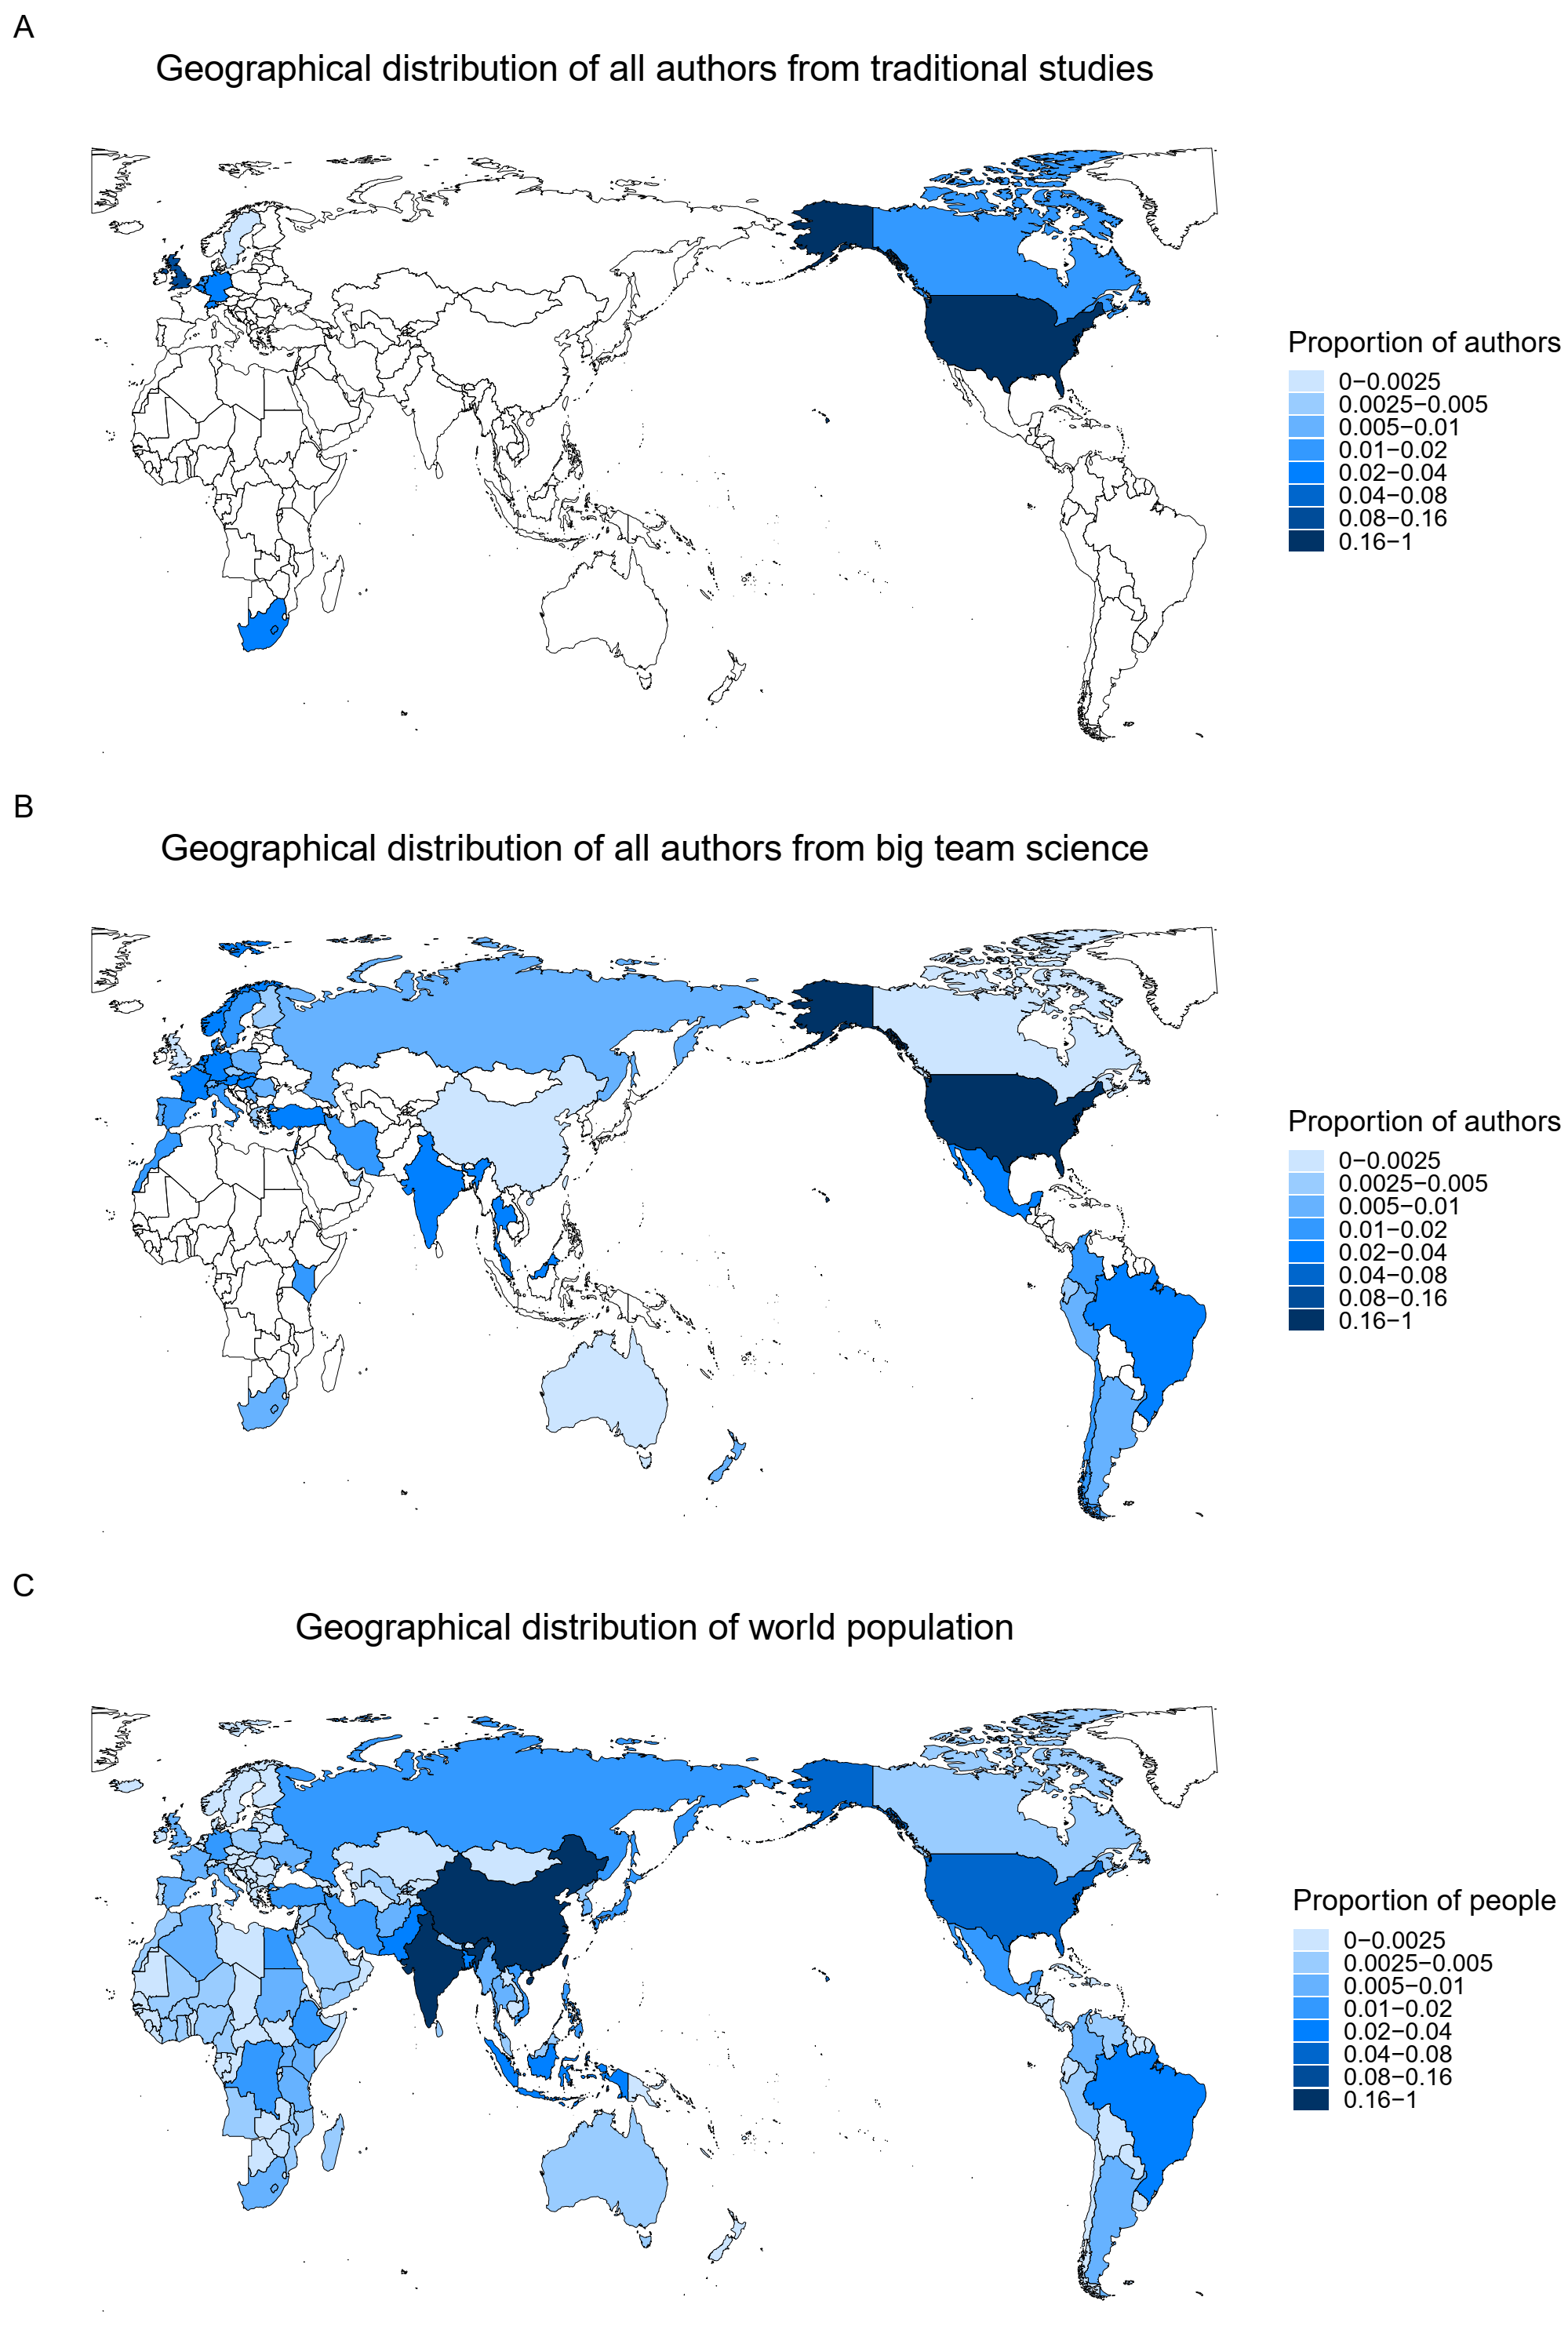 A
Geographical distribution of all authors from traditional studies
Proportion of authors
0−0.0025
0.0025−0.005
0.005−0.01
0.01−0.02
0.02−0.04
0.04−0.08
0.08−0.16
0.16−1
B
Geographical distribution of all authors from big team science
Proportion of authors
0−0.0025
0.0025−0.005
0.005−0.01
0.01−0.02
0.02−0.04
0.04−0.08
0.08−0.16
0.16−1
C
Geographical distribution of world population
Proportion of people
0−0.0025
0.0025−0.005
0.005−0.01
0.01−0.02
0.02−0.04
0.04−0.08
0.08−0.16
0.16−1